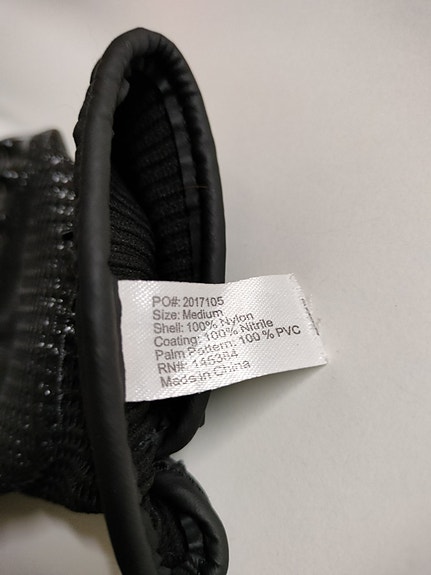 PO#: 2017105
Size: Medium
Shell: 100% Nylon
Coating: 100% Nitrile
Palm Pattern: 100 % PVC
RN#: 145384
Made in China